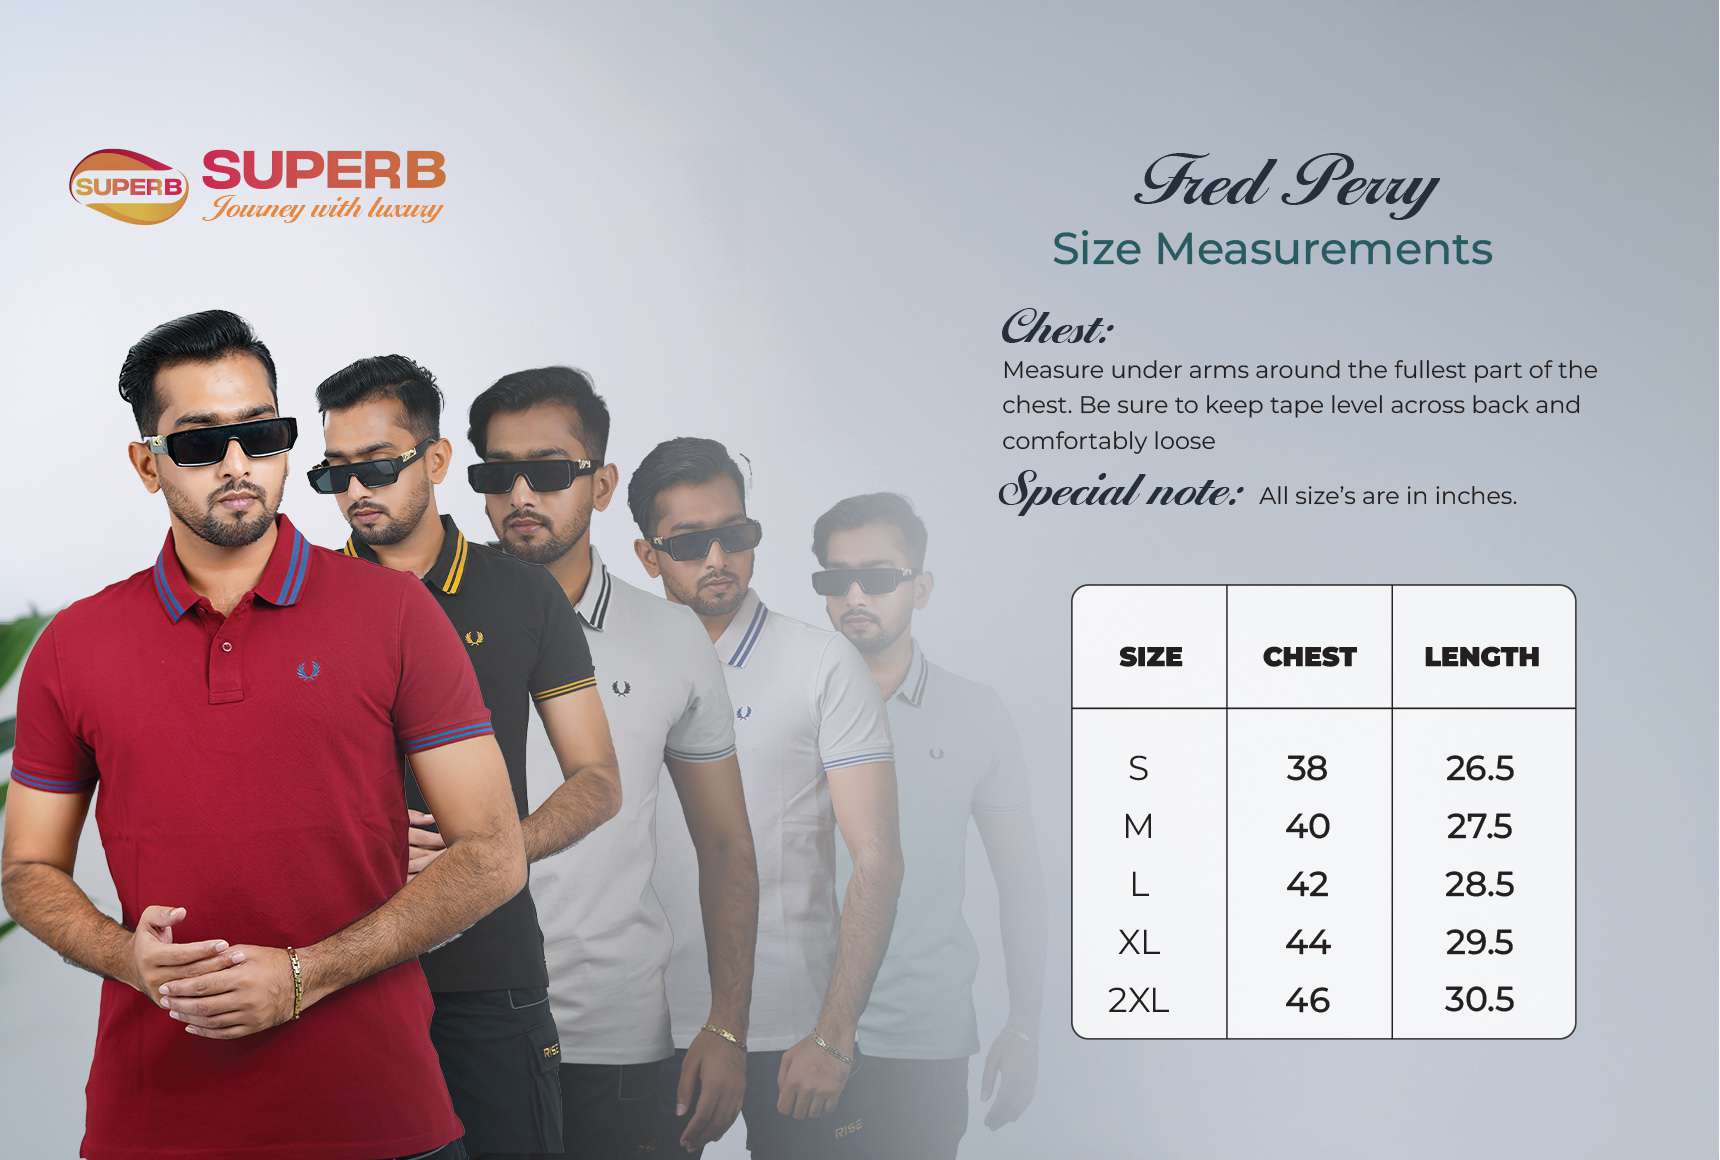 SUPERB
SUPERB
Journey with luxury
Fred Perry
Size Measurements
Chest:
Measure under arms around the fullest part of the
chest. Be sure to keep tape level across back and
comfortably loose
Special note: All size’s are in inches.
SIZE CHEST LENGTH
S 38 26.5
M 40 27.5
L 42 28.5
XL 44 29.5
2XL 46 30.5
RISE
RISE
RISE